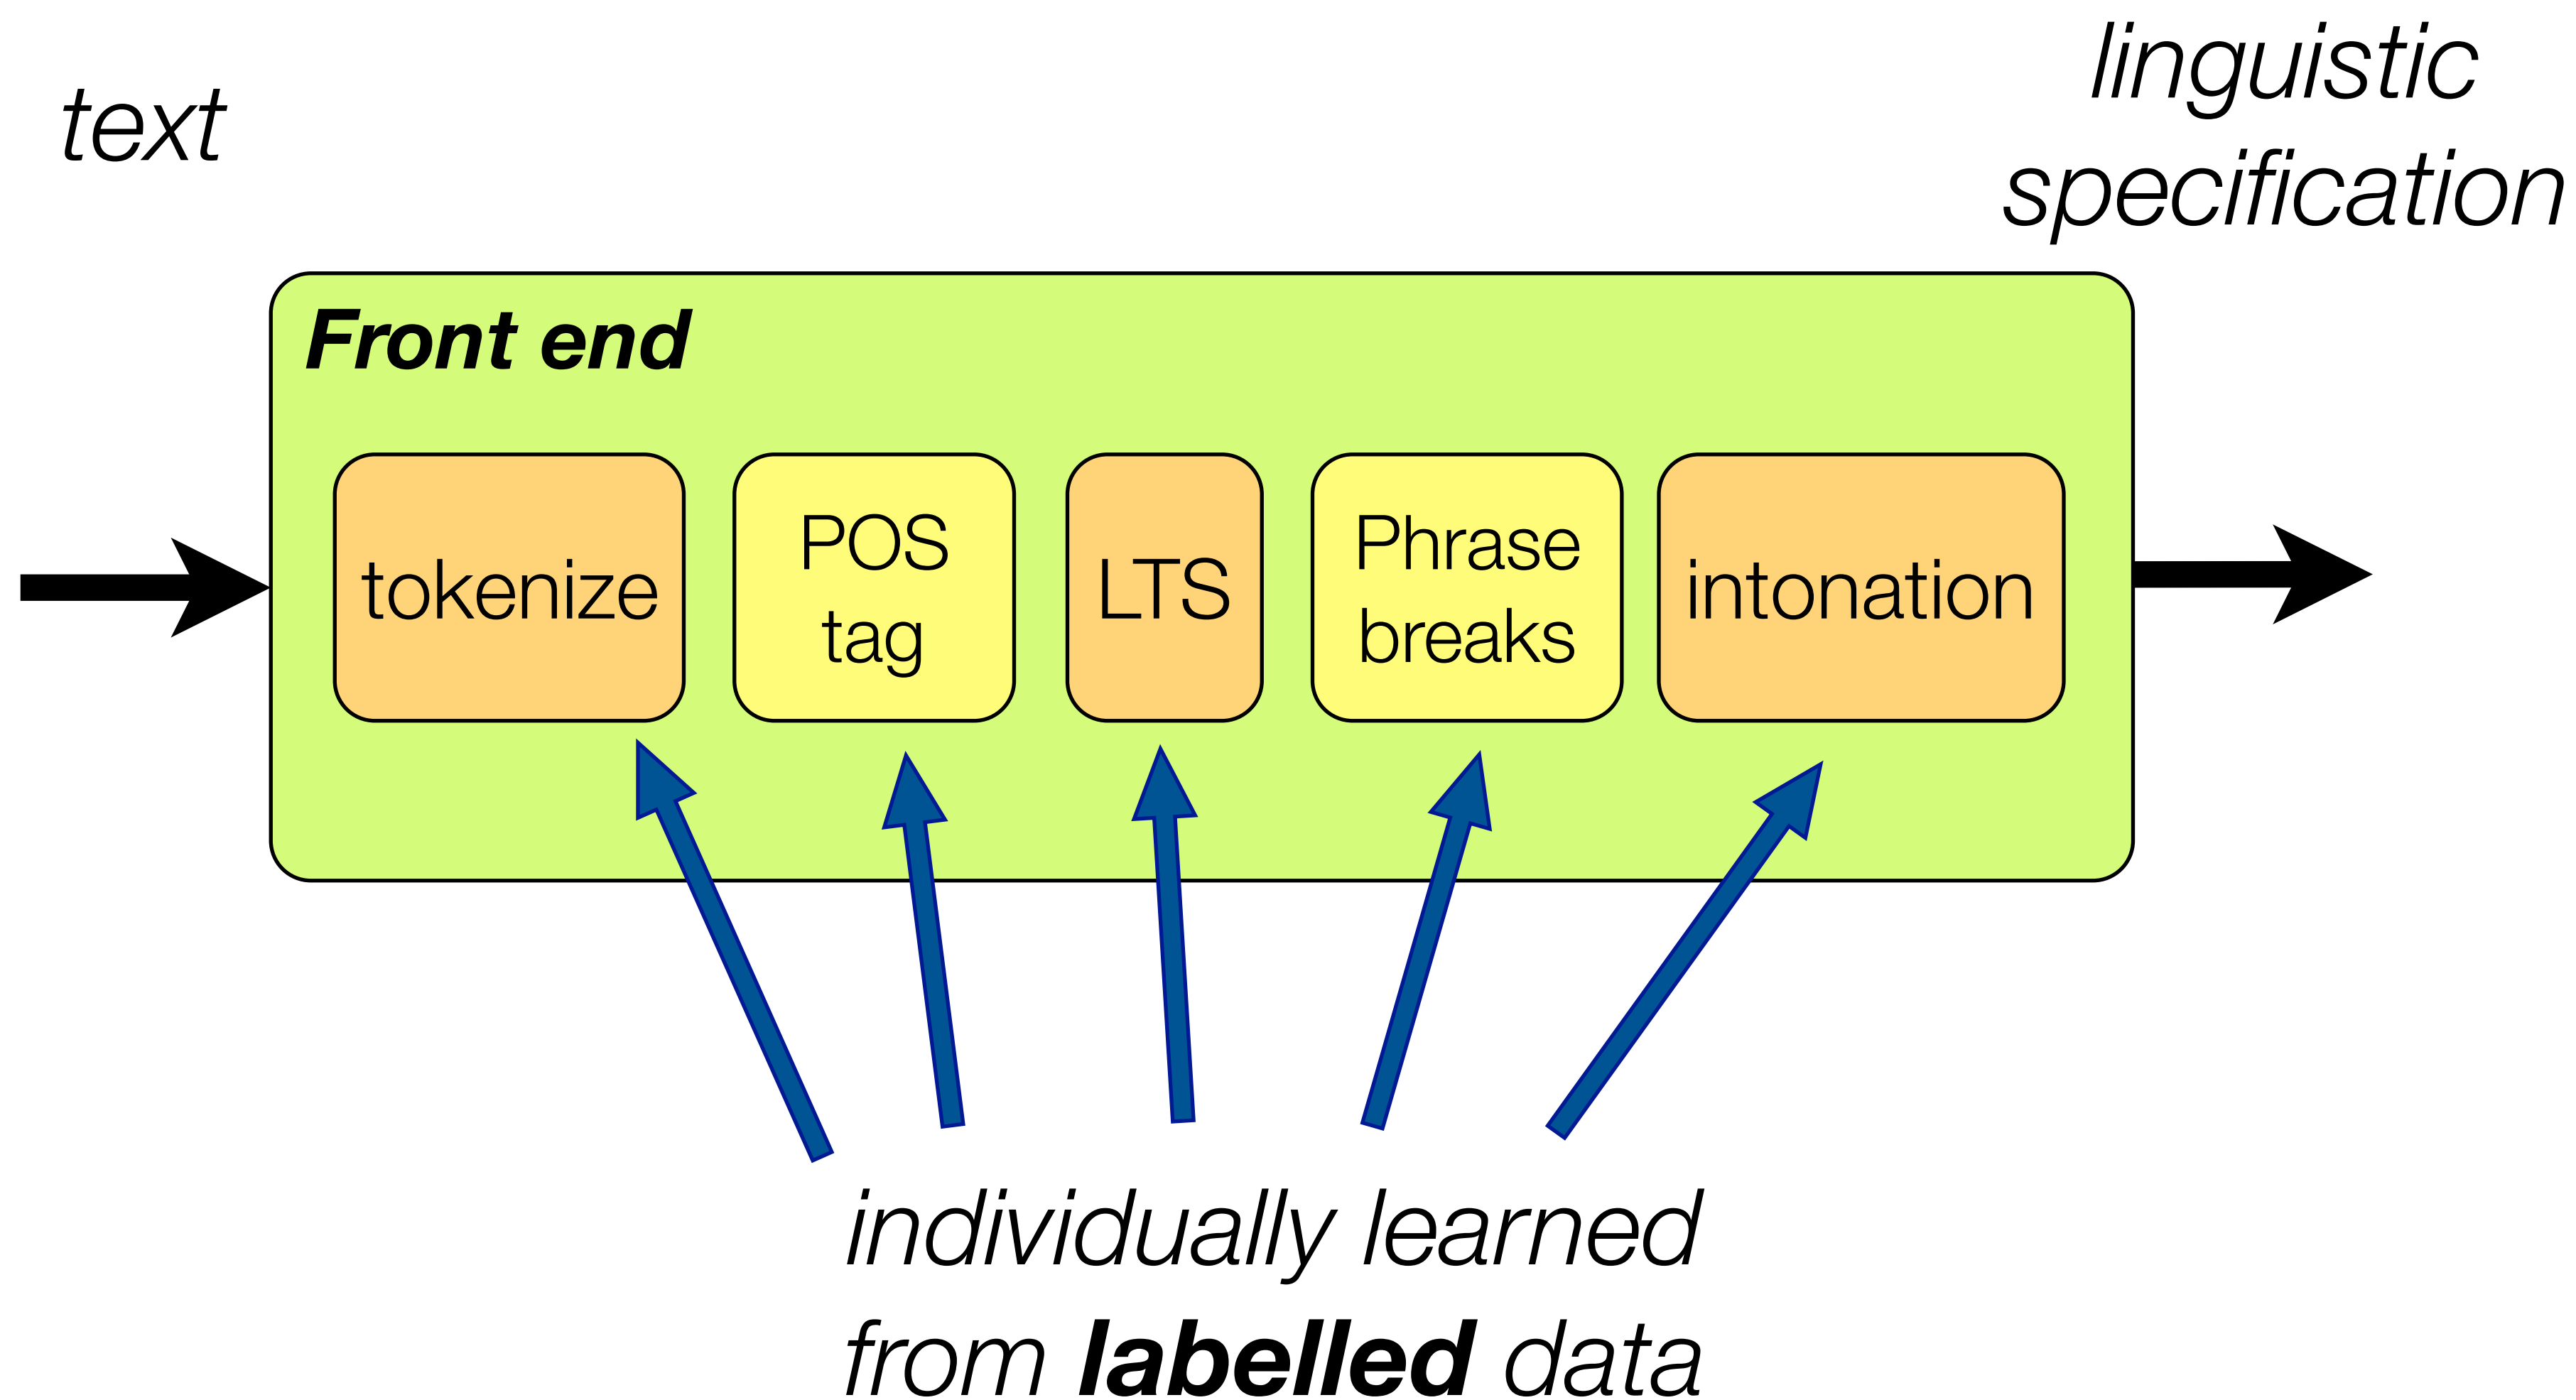 text
linguistic
specification
Front end
tokenize
POS
tag
LTS
Phrase
breaks
intonation
individually learned
from labelled data